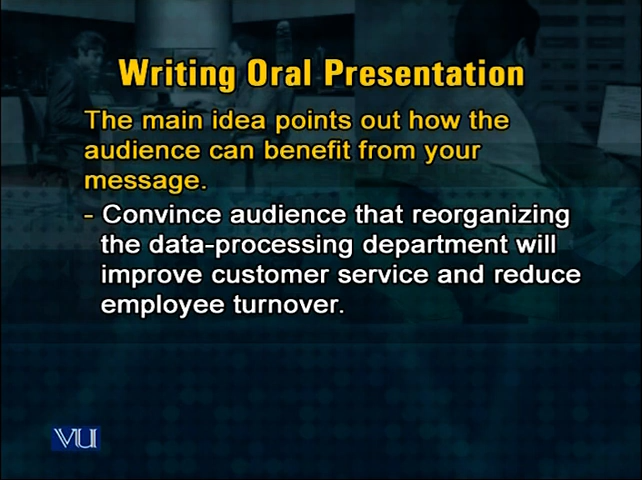 Writing Oral Presentation
The main idea points out how the
audience can benefit from your
message.
- Convince audience that reorganizing
the data-processing department will
improve customer service and reduce
employee turnover.
VU